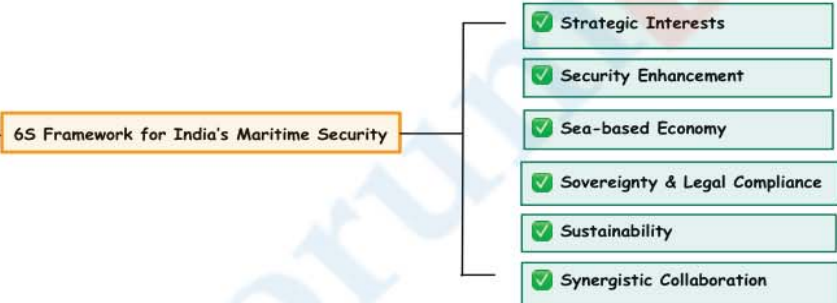 6S Framework for India's Maritime Security
Strategic Interests
Security Enhancement
Sea-based Economy
Sovereignty & Legal Compliance
Sustainability
Synergistic Collaboration